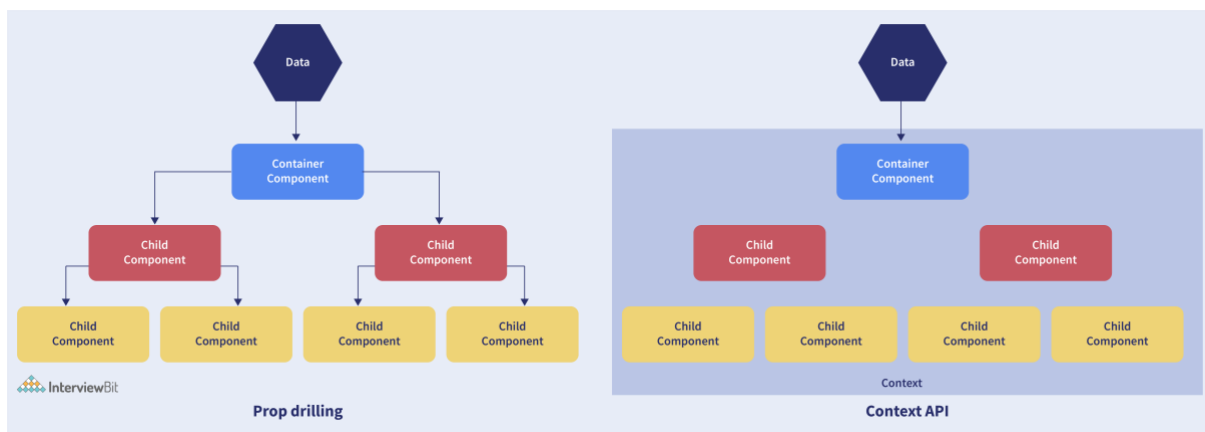 Data
Container
Component
Child
Component
Child
Component
Child
Component
Child
Component
Child
Component
Child
Component
InterviewBit
Prop drilling
Data
Container
Component
Child
Component
Child
Component
Child
Component
Child
Component
Child
Component
Child
Component
Context
Context API